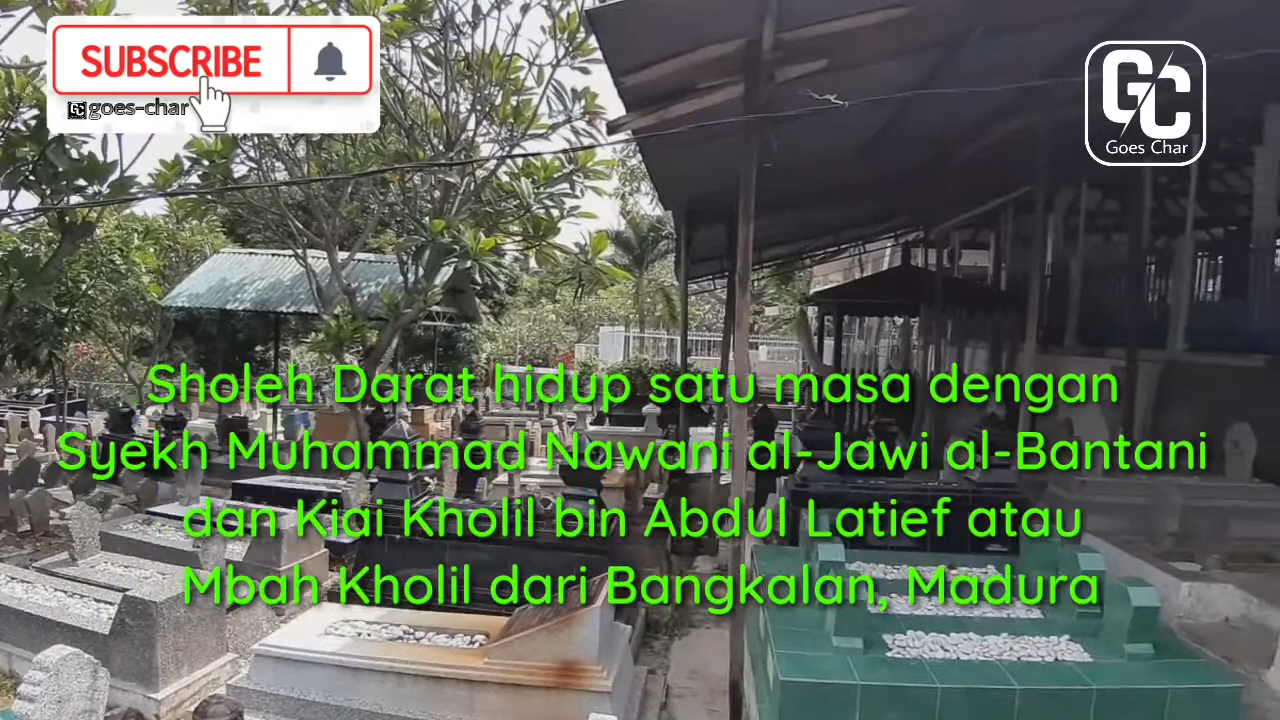 SUBSCRIBE
GC goes-char
GC
Goes Char
Sholeh Darat hidup satu masa dengan
Syekh Muhammad Nawani al-Jawi al-Bantani
dan Kiai Kholil bin Abdul Latief atau
Mbah Kholil dari Bangkalan, Madura